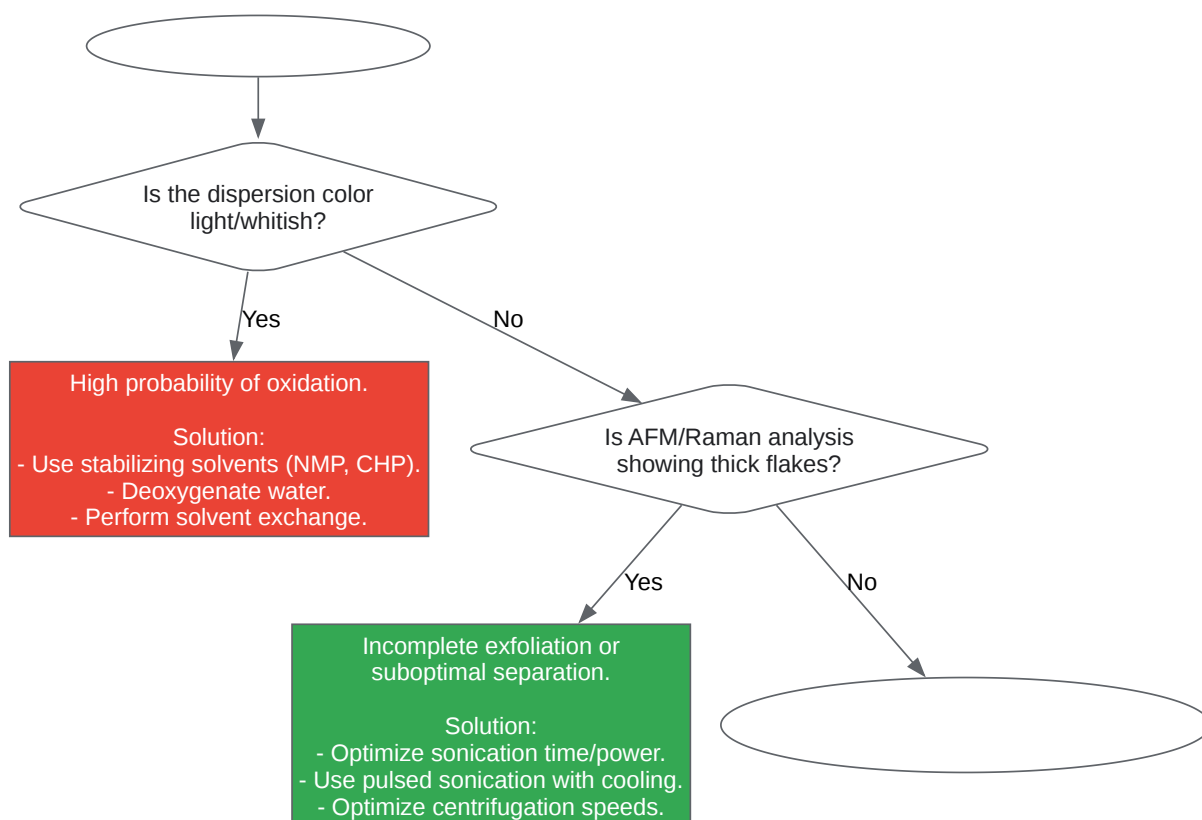 Is the dispersion color
light/whitish?
Yes
No
High probability of oxidation.
Solution:
- Use stabilizing solvents (NMP, CHP).
- Deoxygenate water.
- Perform solvent exchange.
Is AFM/Raman analysis
showing thick flakes?
Yes
No
Incomplete exfoliation or
suboptimal separation.
Solution:
- Optimize sonication time/power.
- Use pulsed sonication with cooling.
- Optimize centrifugation speeds.